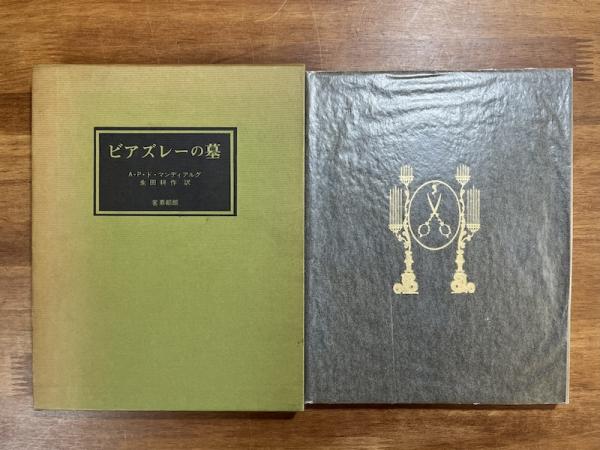 ビアズレーの墓
A・P・ド・マンディアルグ
生田耕作 訳
奢灞都館